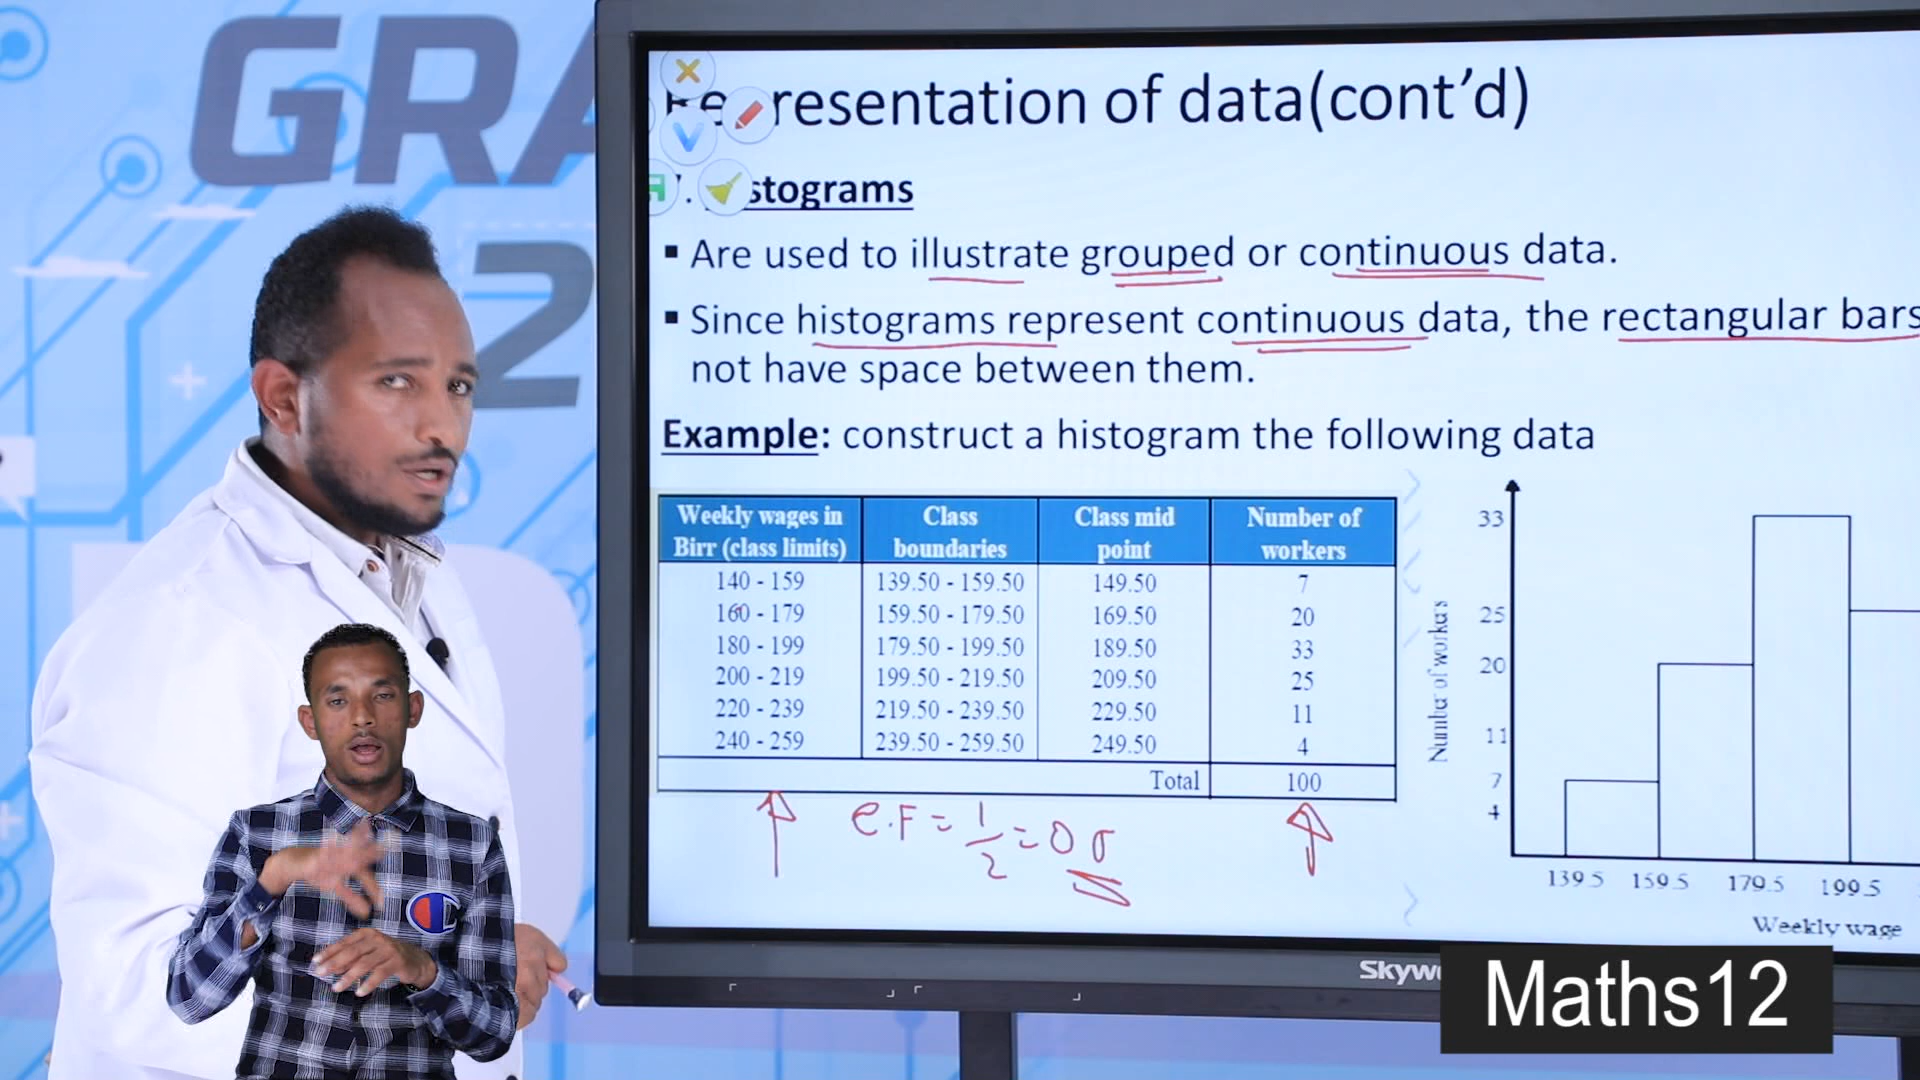 GRA
2
resentation of data(cont'd)
stograms
▪ Are used to illustrate grouped or continuous data.
▪ Since histograms represent continuous data, the rectangular bars
not have space between them.
Example: construct a histogram the following data
Weekly wages in Birr (class limits) Class boundaries Class mid point Number of workers
140 - 159 139.50 - 159.50 149.50 7
160 - 179 159.50 - 179.50 169.50 20
180 - 199 179.50 - 199.50 189.50 33
200 - 219 199.50 - 219.50 209.50 25
220 - 239 219.50 - 239.50 229.50 11
240 - 259 239.50 - 259.50 249.50 4
Total 100
Number of workers
33
25
20
11
7
4
139.5 159.5 179.5 199.5
Weekly wage
Skyw
Maths12